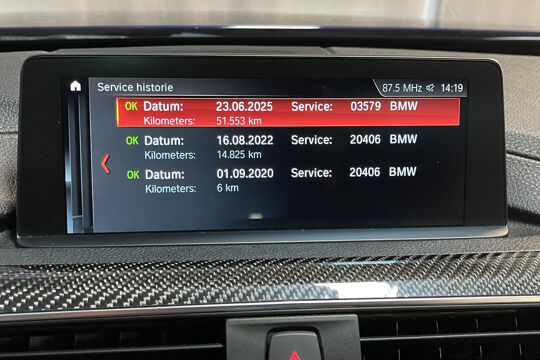 Service historie 87.5 MHz 14:19
OK Datum: 23.06.2025 Service: 03579 BMW
Kilometers: 51.553 km
OK Datum: 16.08.2022 Service: 20406 BMW
Kilometers: 14.825 km
OK Datum: 01.09.2020 Service: 20406 BMW
Kilometers: 6 km